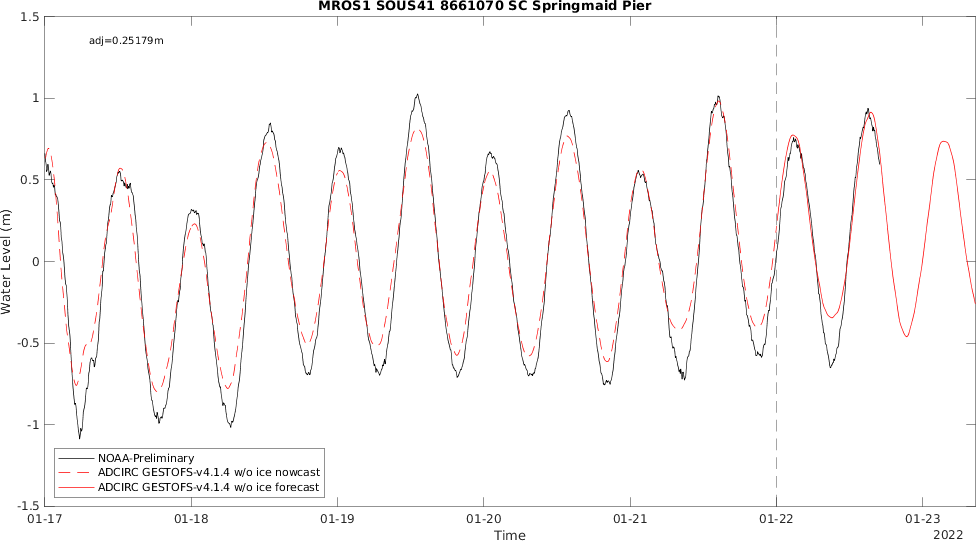 MROS1 SOUS41 8661070 SC Springmaid Pier
adj=0.25179m
Water Level (m)
1.5
1
0.5
0
-0.5
-1
-1.5
NOAA-Preliminary
ADCIRC GESTOFS-v4.1.4 w/o ice nowcast
ADCIRC GESTOFS-v4.1.4 w/o ice forecast
01-17 01-18 01-19 01-20 01-21 01-22 01-23
Time
2022